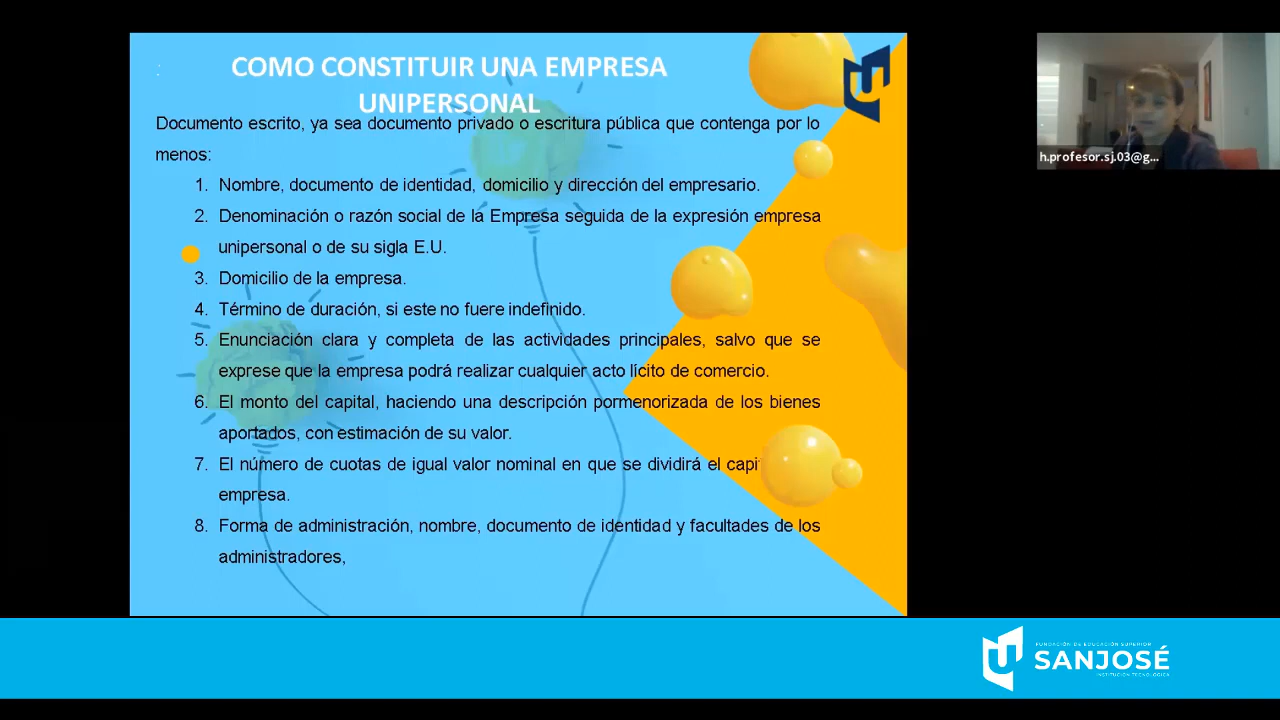 :
COMO CONSTITUIR UNA EMPRESA
UNIPERSONAL
Documento escrito, ya sea documento privado o escritura pública que contenga por lo
menos:
1. Nombre, documento de identidad, domicilio y dirección del empresario.
2. Denominación o razón social de la Empresa seguida de la expresión empresa
unipersonal o de su sigla E.U.
3. Domicilio de la empresa.
4. Término de duración, si este no fuere indefinido.
5. Enunciación clara y completa de las actividades principales, salvo que se
exprese que la empresa podrá realizar cualquier acto lícito de comercio.
6. El monto del capital, haciendo una descripción pormenorizada de los bienes
aportados, con estimación de su valor.
7. El número de cuotas de igual valor nominal en que se dividirá el
empresa.
8. Forma de administración, nombre, documento de identidad y facultades de los
administradores,
h.profesor.sj.03@g...
FUNDACIÓN DE EDUCACIÓN SUPERIOR
SANJOSÉ
INSTITUCIÓN TECNOLÓGICA